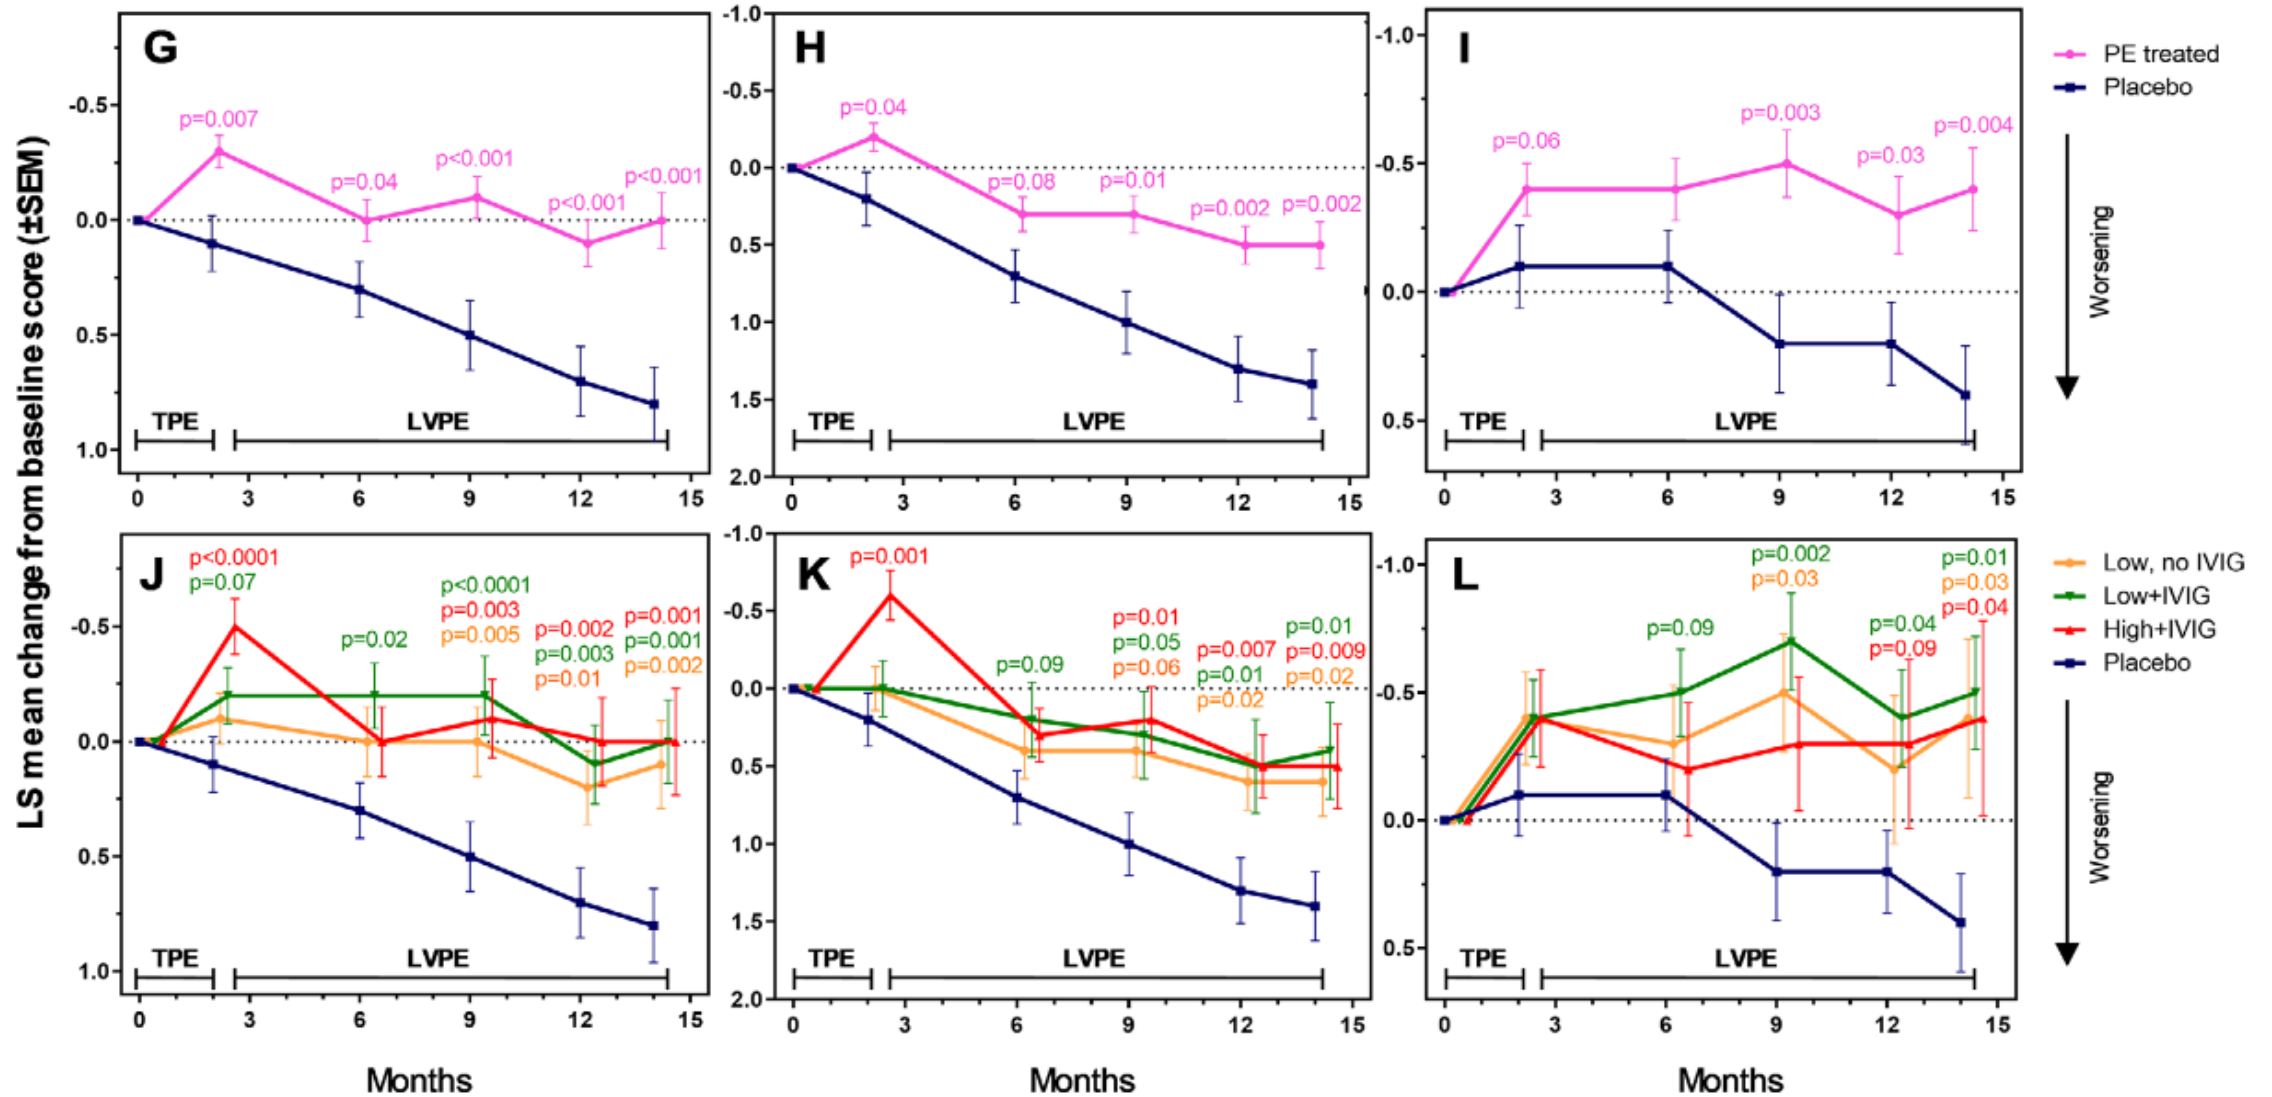 LS mean change from baseline score (±SEM)
G
-0.5
0.0
0.5
1.0
p=0.007
p=0.04
p<0.001
p<0.001
p<0.001
TPE
LVPE
0 3 6 9 12 15
H
-1.0
-0.5
0.0
0.5
1.0
1.5
2.0
p=0.04
p=0.08
p=0.01
p=0.002
p=0.002
TPE
LVPE
0 3 6 9 12 15
I
-1.0
-0.5
0.0
0.5
p=0.06
p=0.003
p=0.03
p=0.004
TPE
LVPE
0 3 6 9 12 15
PE treated
Placebo
Worsening
J
-0.5
0.0
0.5
1.0
p<0.0001
p=0.07
p=0.02
p<0.0001
p=0.003
p=0.005
p=0.002
p=0.003
p=0.01
p=0.001
p=0.001
p=0.002
TPE
LVPE
0 3 6 9 12 15
Months
K
-1.0
-0.5
0.0
0.5
1.0
1.5
2.0
p=0.001
p=0.09
p=0.01
p=0.05
p=0.06
p=0.007
p=0.01
p=0.02
p=0.01
p=0.009
p=0.02
TPE
LVPE
0 3 6 9 12 15
Months
L
-1.0
-0.5
0.0
0.5
p=0.09
p=0.002
p=0.03
p=0.04
p=0.09
p=0.01
p=0.03
p=0.04
TPE
LVPE
0 3 6 9 12 15
Months
Low, no IVIG
Low+IVIG
High+IVIG
Placebo
Worsening